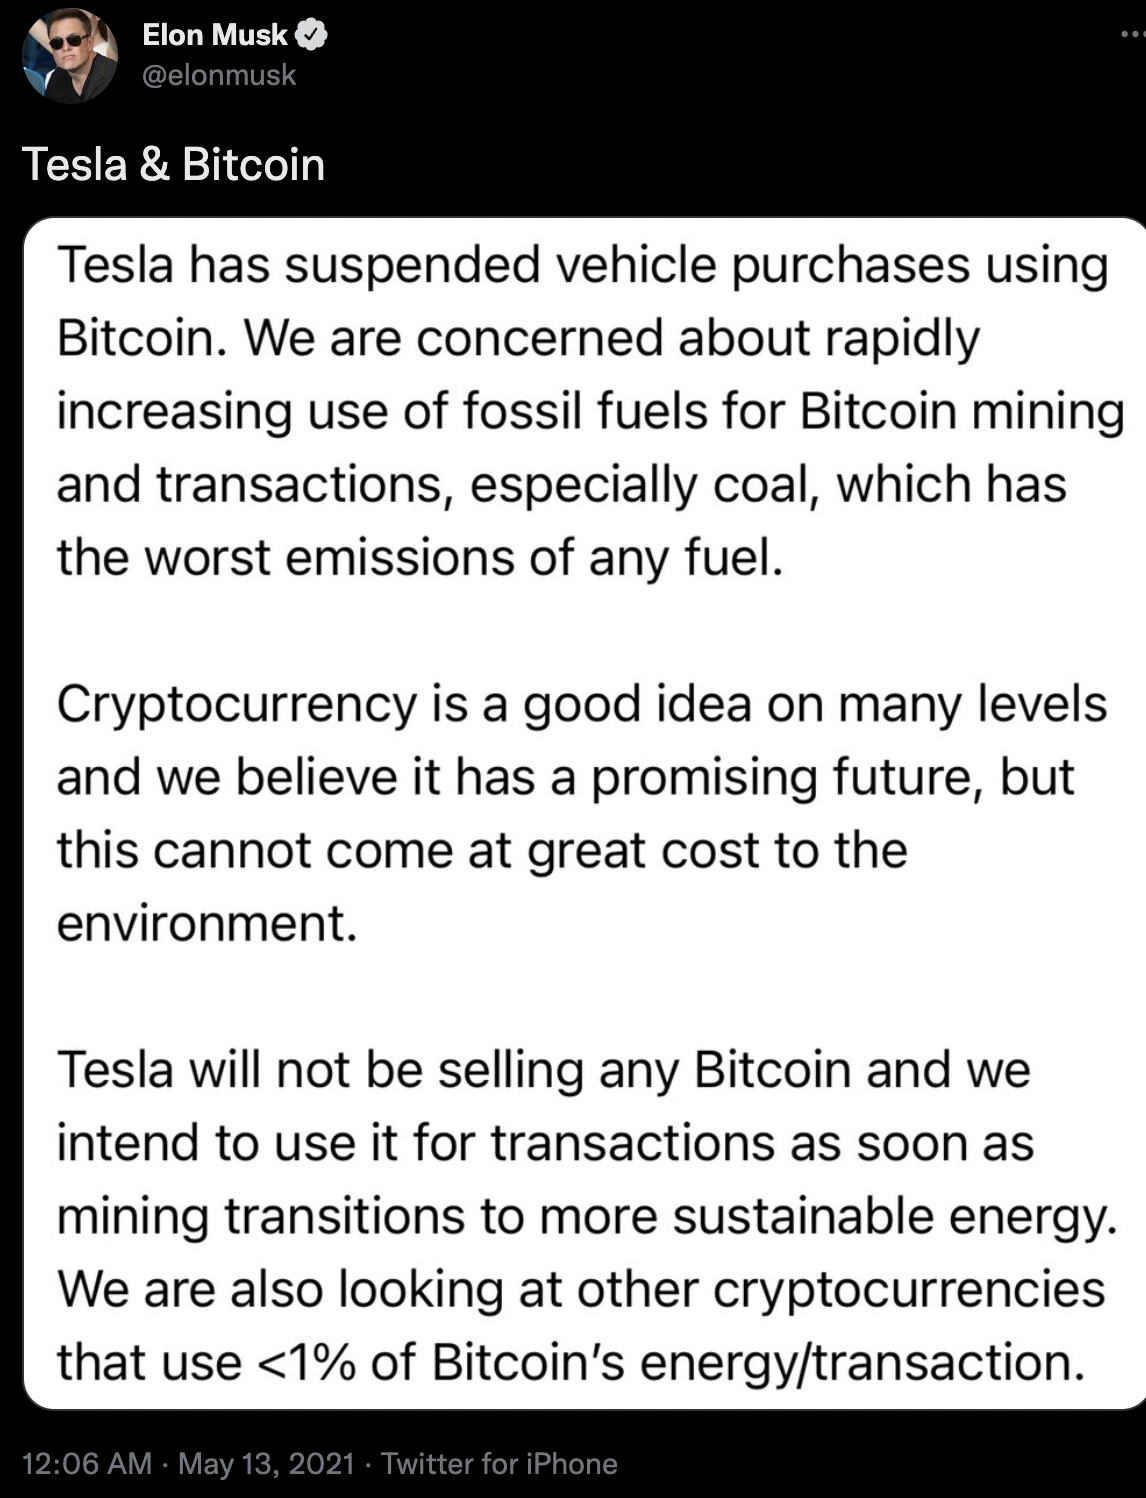 Elon Musk
@elonmusk
Tesla & Bitcoin
Tesla has suspended vehicle purchases using
Bitcoin. We are concerned about rapidly
increasing use of fossil fuels for Bitcoin mining
and transactions, especially coal, which has
the worst emissions of any fuel.
Cryptocurrency is a good idea on many levels
and we believe it has a promising future, but
this cannot come at great cost to the
environment.
Tesla will not be selling any Bitcoin and we
intend to use it for transactions as soon as
mining transitions to more sustainable energy.
We are also looking at other cryptocurrencies
that use <1% of Bitcoin’s energy/transaction.
12:06 AM · May 13, 2021 · Twitter for iPhone